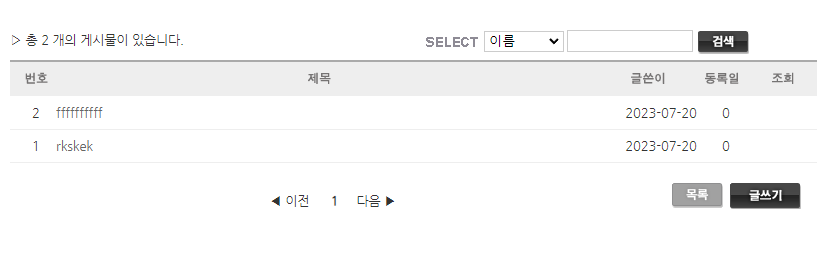 ▷ 총 2 개의 게시물이 있습니다. SELECT 이름 검색
번호 제목 글쓴이 등록일 조회
2 ffffffffff 2023-07-20 0
1 rkskek 2023-07-20 0
◀ 이전 1 다음 ▶ 목록 글쓰기